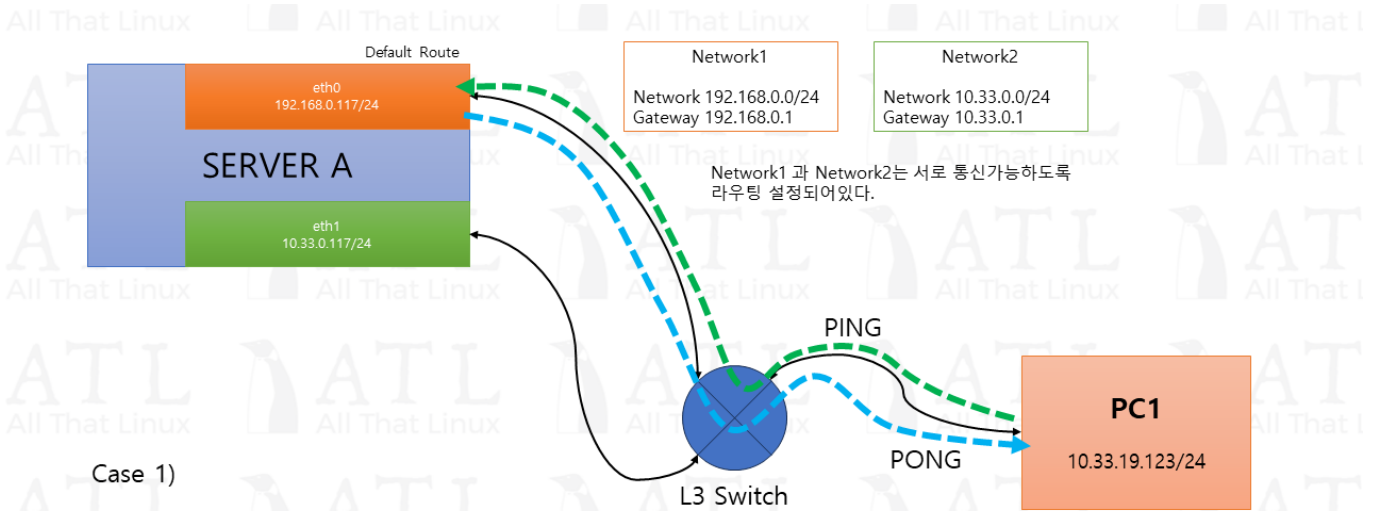 Default Route
eth0
192.168.0.117/24
SERVER A
eth1
10.33.0.117/24
Network1
Network 192.168.0.0/24
Gateway 192.168.0.1
Network2
Network 10.33.0.0/24
Gateway 10.33.0.1
Network1 과 Network2는 서로 통신가능하도록
라우팅 설정되어있다.
PING
PONG
PC1
10.33.19.123/24
L3 Switch
Case 1)
ATL
All That Linux